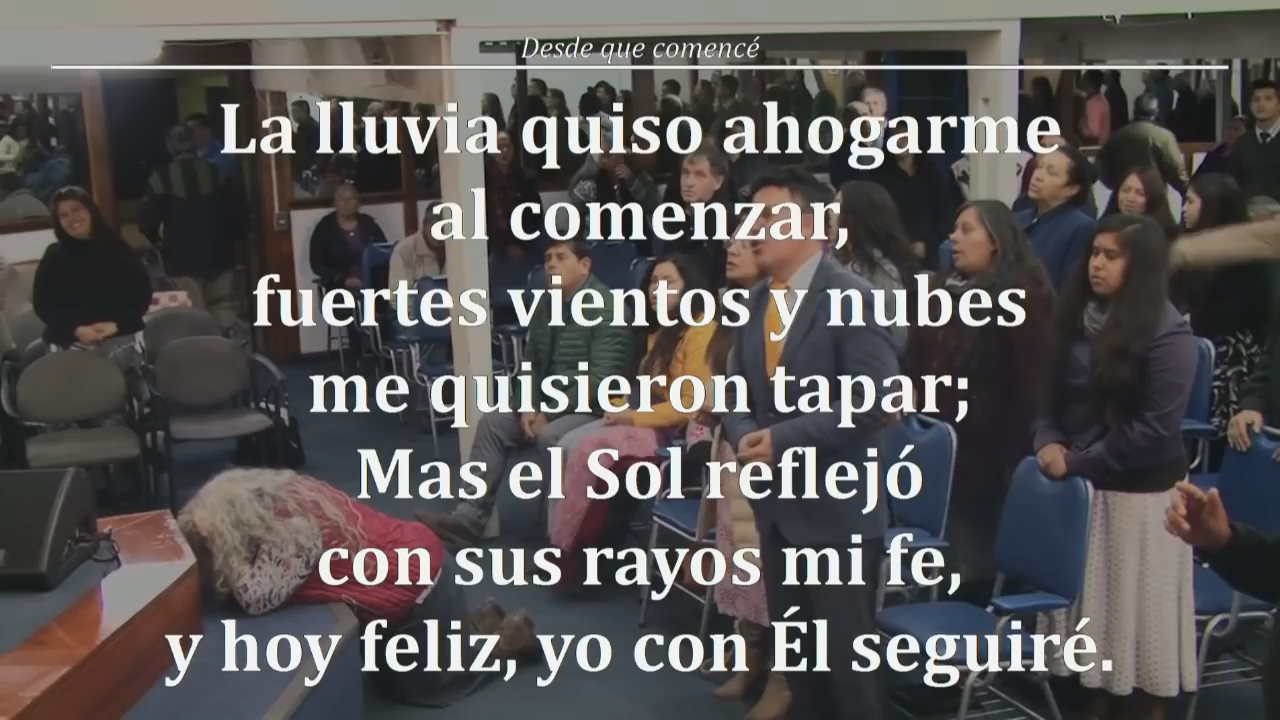 Desde que comencé
La lluvia quiso ahogarme
al comenzar,
fuertes vientos y nubes
me quisieron tapar;
Mas el Sol reflejó
con sus rayos mi fe,
y hoy feliz, yo con Él seguiré.